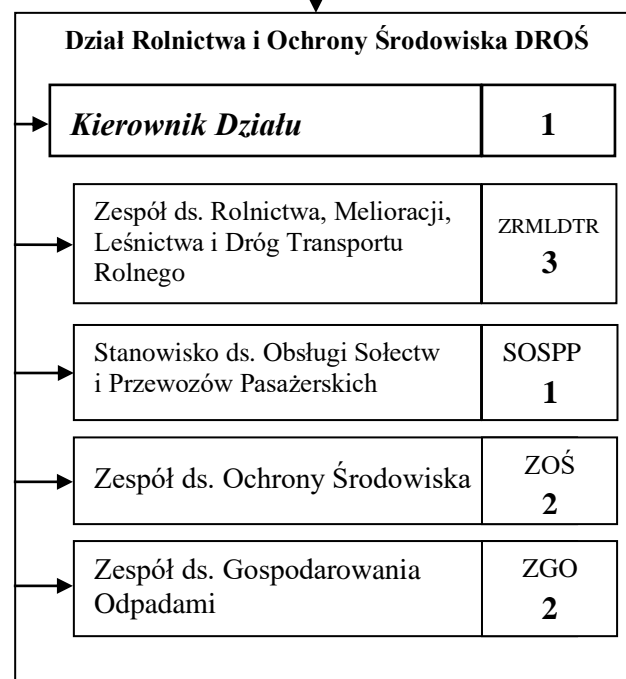 Dział Rolnictwa i Ochrony Środowiska DROŚ
Kierownik Działu
1
Zespół ds. Rolnictwa, Melioracji,
Leśnictwa i Dróg Transportu
Rolnego
ZRMLDTR
3
Stanowisko ds. Obsługi Sołectw
i Przewozów Pasażerskich
SOSPP
1
Zespół ds. Ochrony Środowiska
ZOŚ
2
Zespół ds. Gospodarowania
Odpadami
ZGO
2